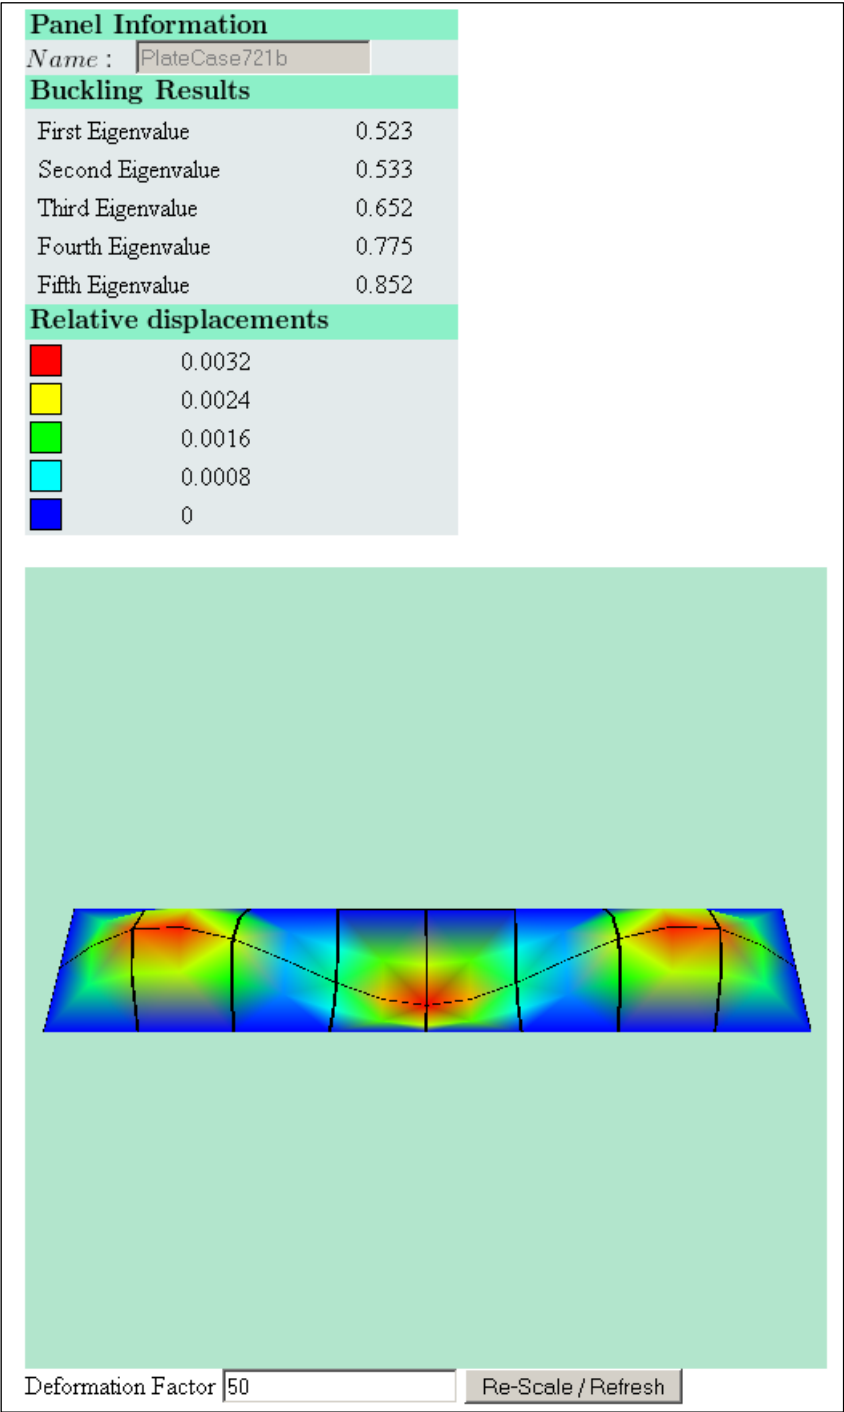 Panel Information
Name : PlateCase721b
Buckling Results
First Eigenvalue 0.523
Second Eigenvalue 0.533
Third Eigenvalue 0.652
Fourth Eigenvalue 0.775
Fifth Eigenvalue 0.852
Relative displacements
0.0032
0.0024
0.0016
0.0008
0
Deformation Factor 50 Re-Scale / Refresh